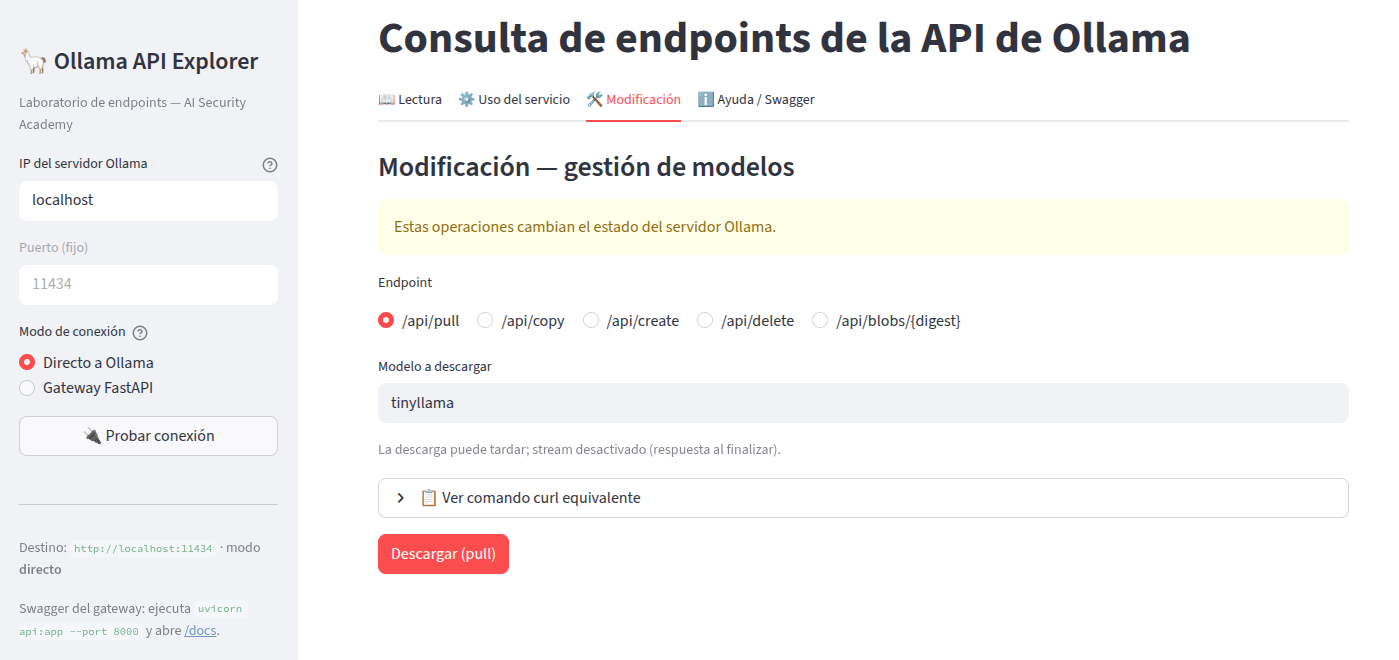 Ollama API Explorer
Laboratorio de endpoints — AI Security
Academy
IP del servidor Ollama
localhost
Puerto (fijo)
11434
Modo de conexión
Directo a Ollama
Gateway FastAPI
Probar conexión
Destino: http://localhost:11434 · modo
directo
Swagger del gateway: ejecuta uvicorn
api:app --port 8000 y abre /docs.
Consulta de endpoints de la API de Ollama
Lectura Uso del servicio Modificación Ayuda / Swagger
Modificación — gestión de modelos
Estas operaciones cambian el estado del servidor Ollama.
Endpoint
/api/pull /api/copy /api/create /api/delete /api/blobs/{digest}
Modelo a descargar
tinyllama
La descarga puede tardar; stream desactivado (respuesta al finalizar).
Ver comando curl equivalente
Descargar (pull)